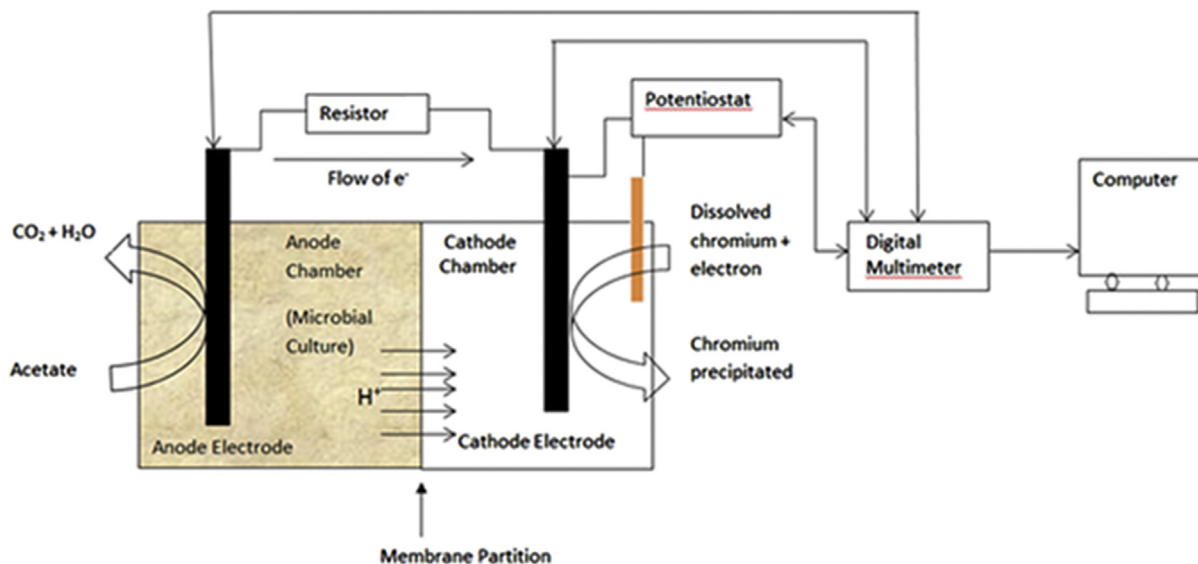 Resistor
Potentiostat
Flow of e-
Computer
CO₂ + H₂O
Anode
Chamber
(Microbial
Culture)
Cathode
Chamber
Dissolved
chromium +
electron
Digital
Multimeter
Acetate
H⁺
Chromium
precipitated
Anode Electrode
Cathode Electrode
Membrane Partition